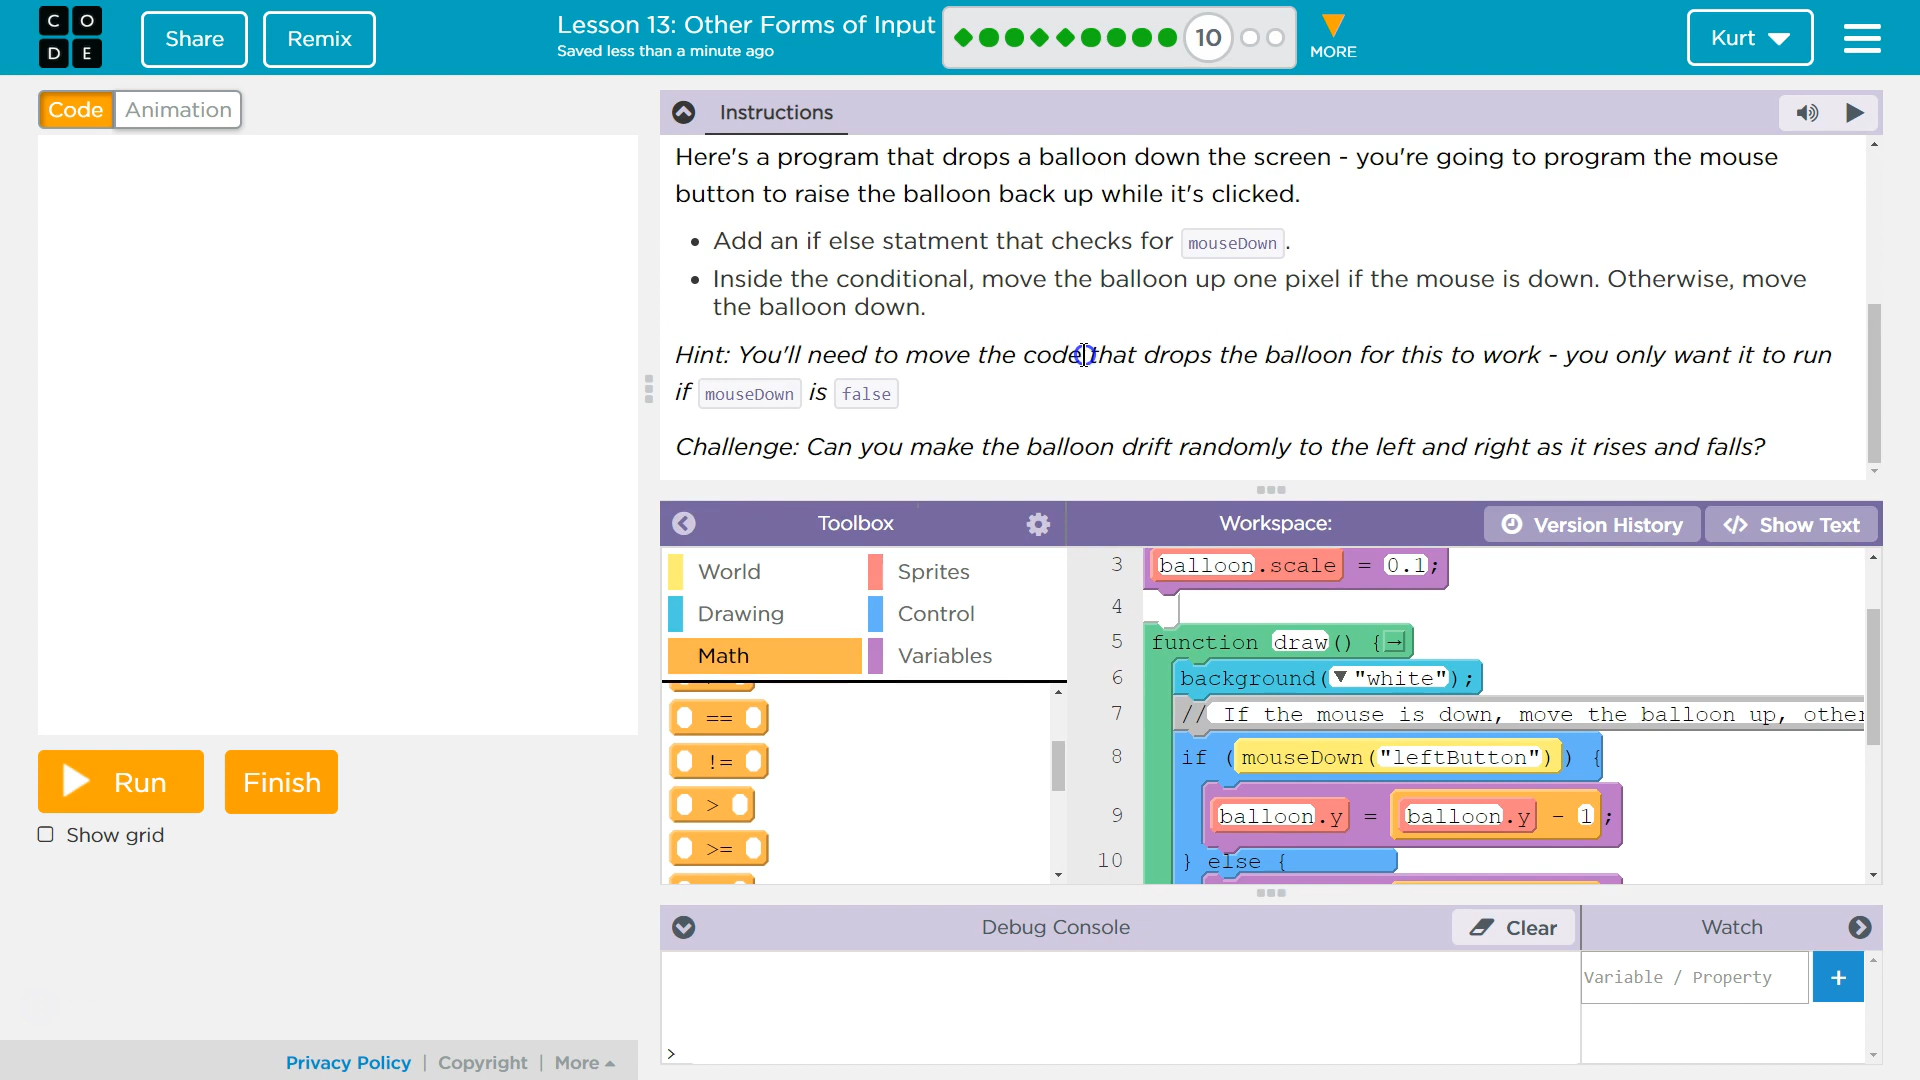 C O
D E
Share
Remix
Lesson 13: Other Forms of Input
Saved less than a minute ago
10
MORE
Kurt
Code
Animation
Instructions
Here's a program that drops a balloon down the screen - you're going to program the mouse
button to raise the balloon back up while it's clicked.
• Add an if else statment that checks for mouseDown.
• Inside the conditional, move the balloon up one pixel if the mouse is down. Otherwise, move
the balloon down.
Hint: You'll need to move the code that drops the balloon for this to work - you only want it to run
if mouseDown is false
Challenge: Can you make the balloon drift randomly to the left and right as it rises and falls?
Toolbox
Workspace:
Version History
</> Show Text
World
Sprites
Drawing
Control
Math
Variables
==
!=
>
>=
3 balloon.scale = 0.1;
4
5 function draw() {
6 background("white");
7 // If the mouse is down, move the balloon up, other
8 if (mouseDown("leftButton")) {
9 balloon.y = balloon.y - 1;
10 } else {
Run
Finish
Show grid
Debug Console
Clear
Watch
Variable / Property
+
>
Privacy Policy | Copyright | More